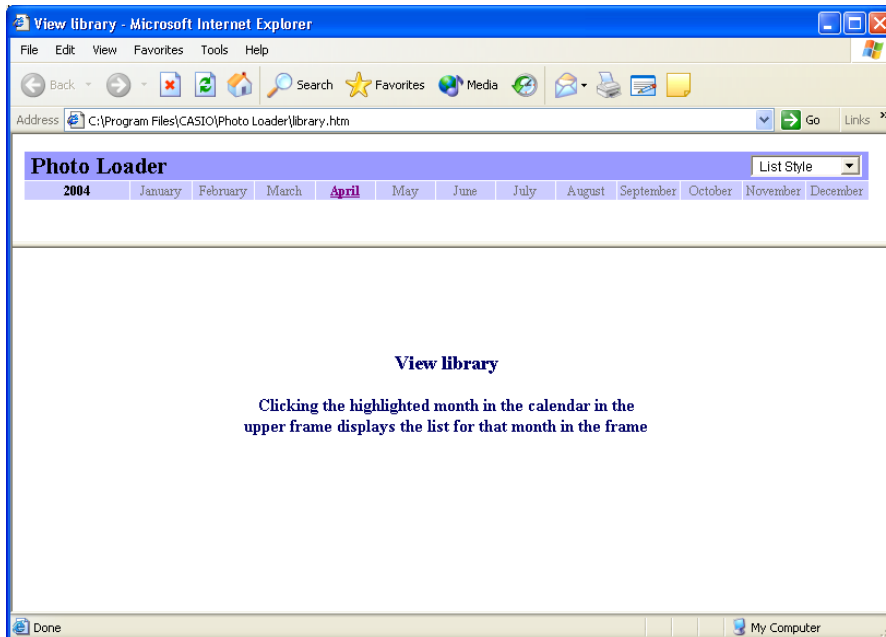 View library - Microsoft Internet Explorer
File Edit View Favorites Tools Help
Back Search Favorites Media
Address C:\Program Files\CASIO\Photo Loader\library.htm Go Links »
Photo Loader List Style
2004 January February March April May June July August September October November December
View library
Clicking the highlighted month in the calendar in the
upper frame displays the list for that month in the frame
Done My Computer